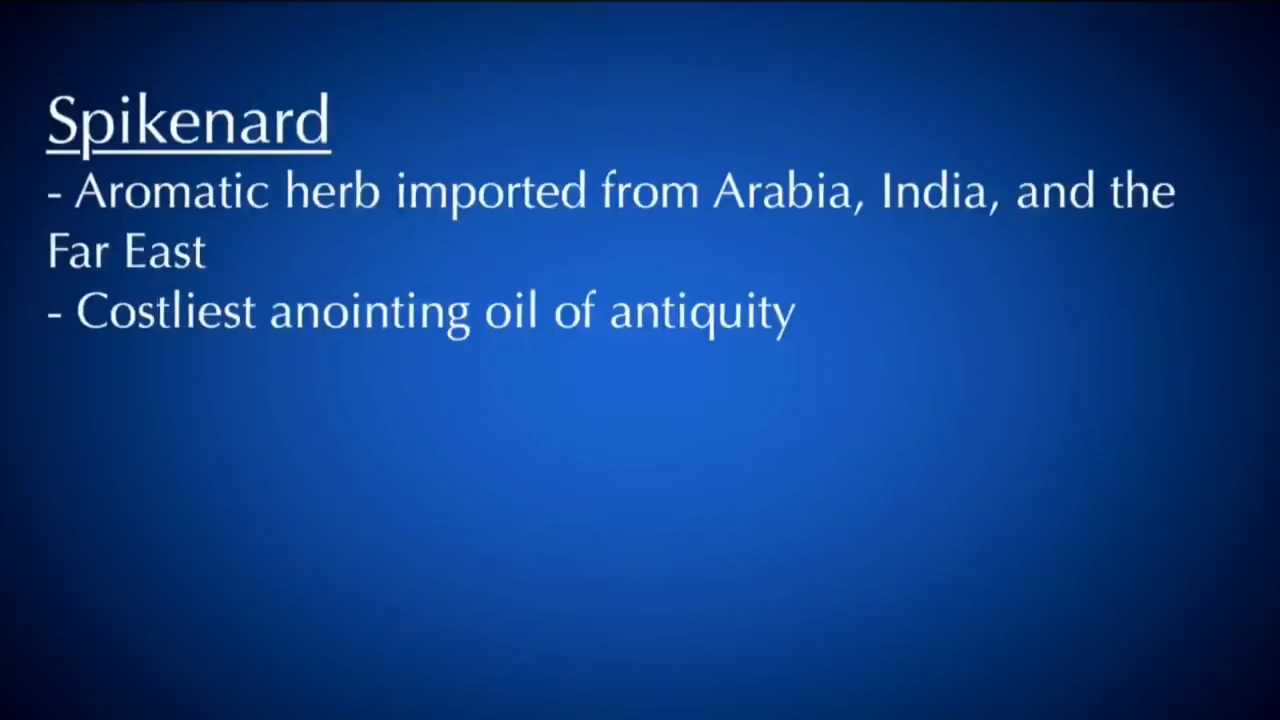 Spikenard
- Aromatic herb imported from Arabia, India, and the
Far East
- Costliest anointing oil of antiquity